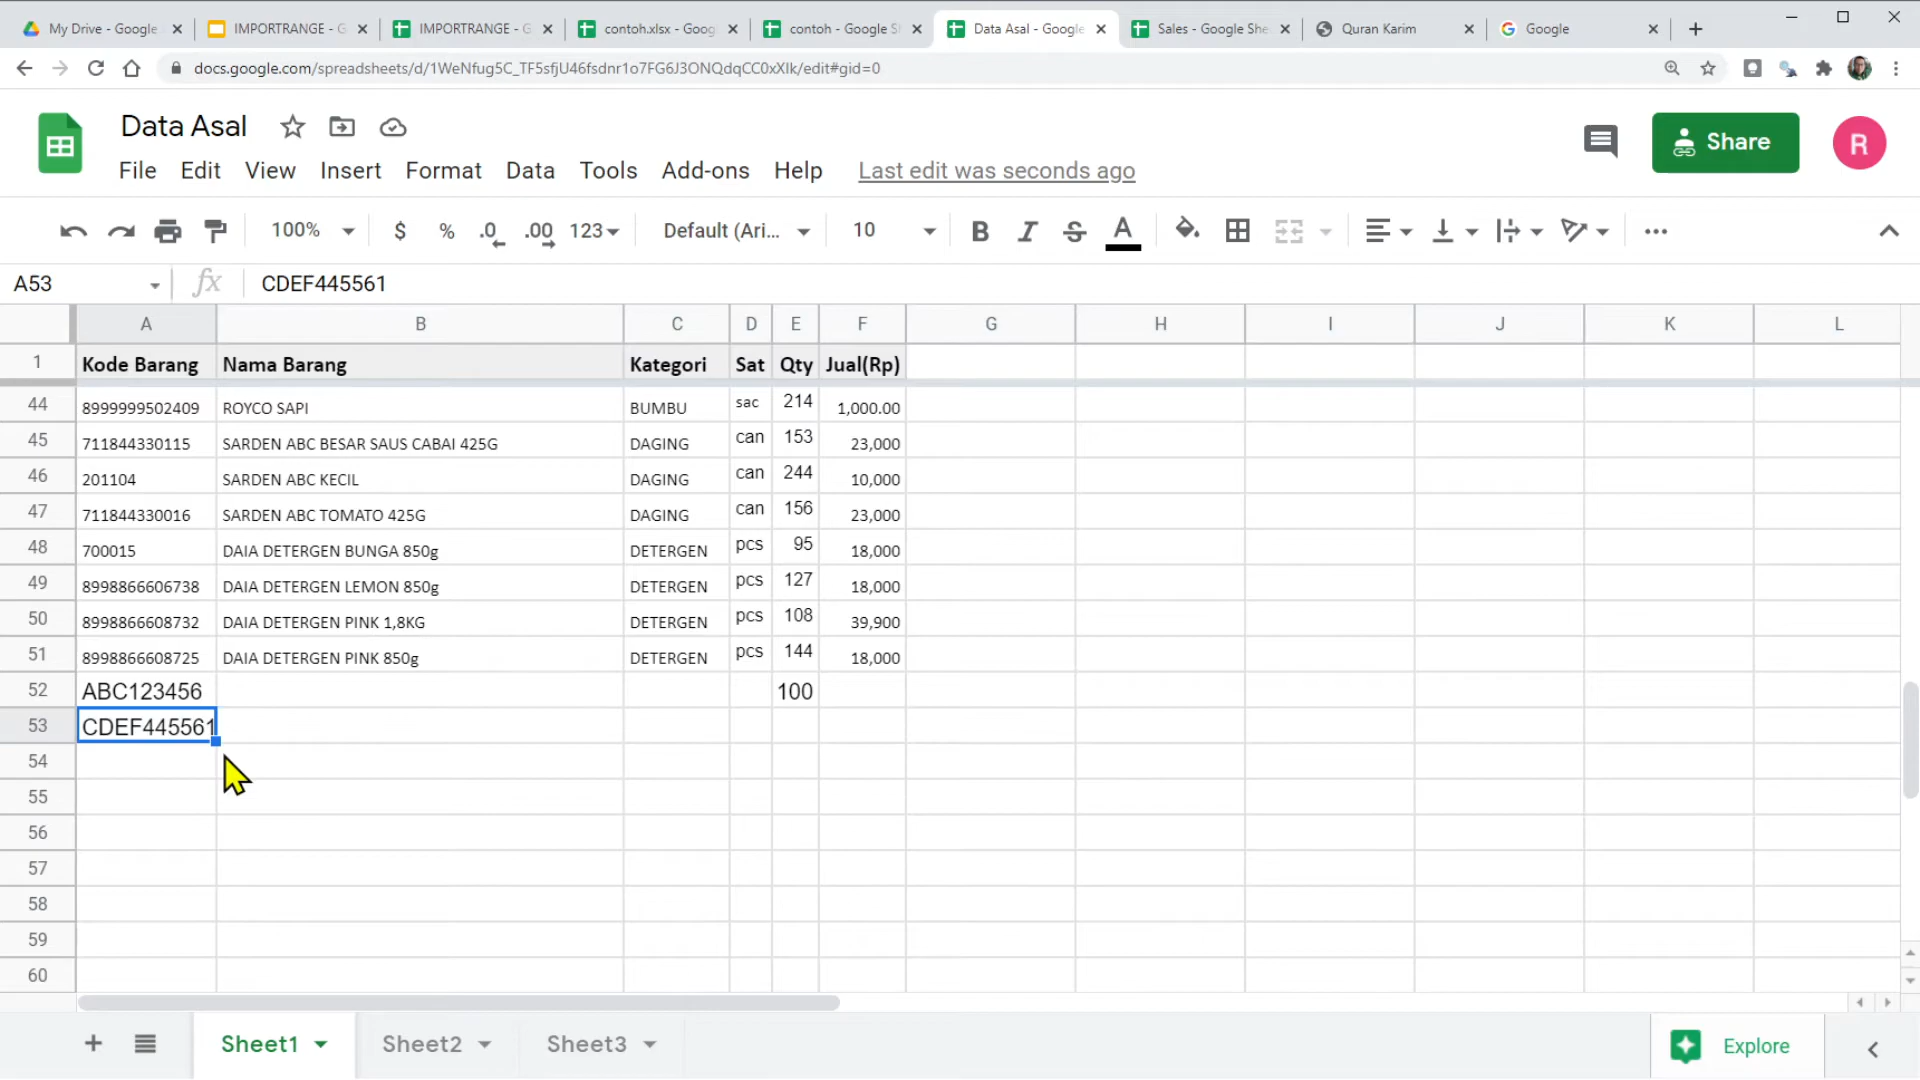 My Drive - Google
IMPORTRANGE - G
IMPORTRANGE - G
contoh.xlsx - Goog
contoh - Google S
Data Asal - Google
Sales - Google She
Quran Karim
Google
docs.google.com/spreadsheets/d/1WeNfug5C_TF5sfjU46fsdnr1o7FG6J3ONQdqCC0xXIk/edit#gid=0
Data Asal
Share
R
File Edit View Insert Format Data Tools Add-ons Help Last edit was seconds ago
100% $ % .0 .00 123 Default (Ari... 10 B I S A
A53 fx CDEF445561
A B C D E F G H I J K L
1 Kode Barang Nama Barang Kategori Sat Qty Jual(Rp)
44 8999999502409 ROYCO SAPI BUMBU sac 214 1,000.00
45 711844330115 SARDEN ABC BESAR SAUS CABAI 425G DAGING can 153 23,000
46 201104 SARDEN ABC KECIL DAGING can 244 10,000
47 711844330016 SARDEN ABC TOMATO 425G DAGING can 156 23,000
48 700015 DAIA DETERGEN BUNGA 850g DETERGEN pcs 95 18,000
49 8998866606738 DAIA DETERGEN LEMON 850g DETERGEN pcs 127 18,000
50 8998866608732 DAIA DETERGEN PINK 1,8KG DETERGEN pcs 108 39,900
51 8998866608725 DAIA DETERGEN PINK 850g DETERGEN pcs 144 18,000
52 ABC123456 100
53 CDEF445561
54
55
56
57
58
59
60
Sheet1 Sheet2 Sheet3 Explore